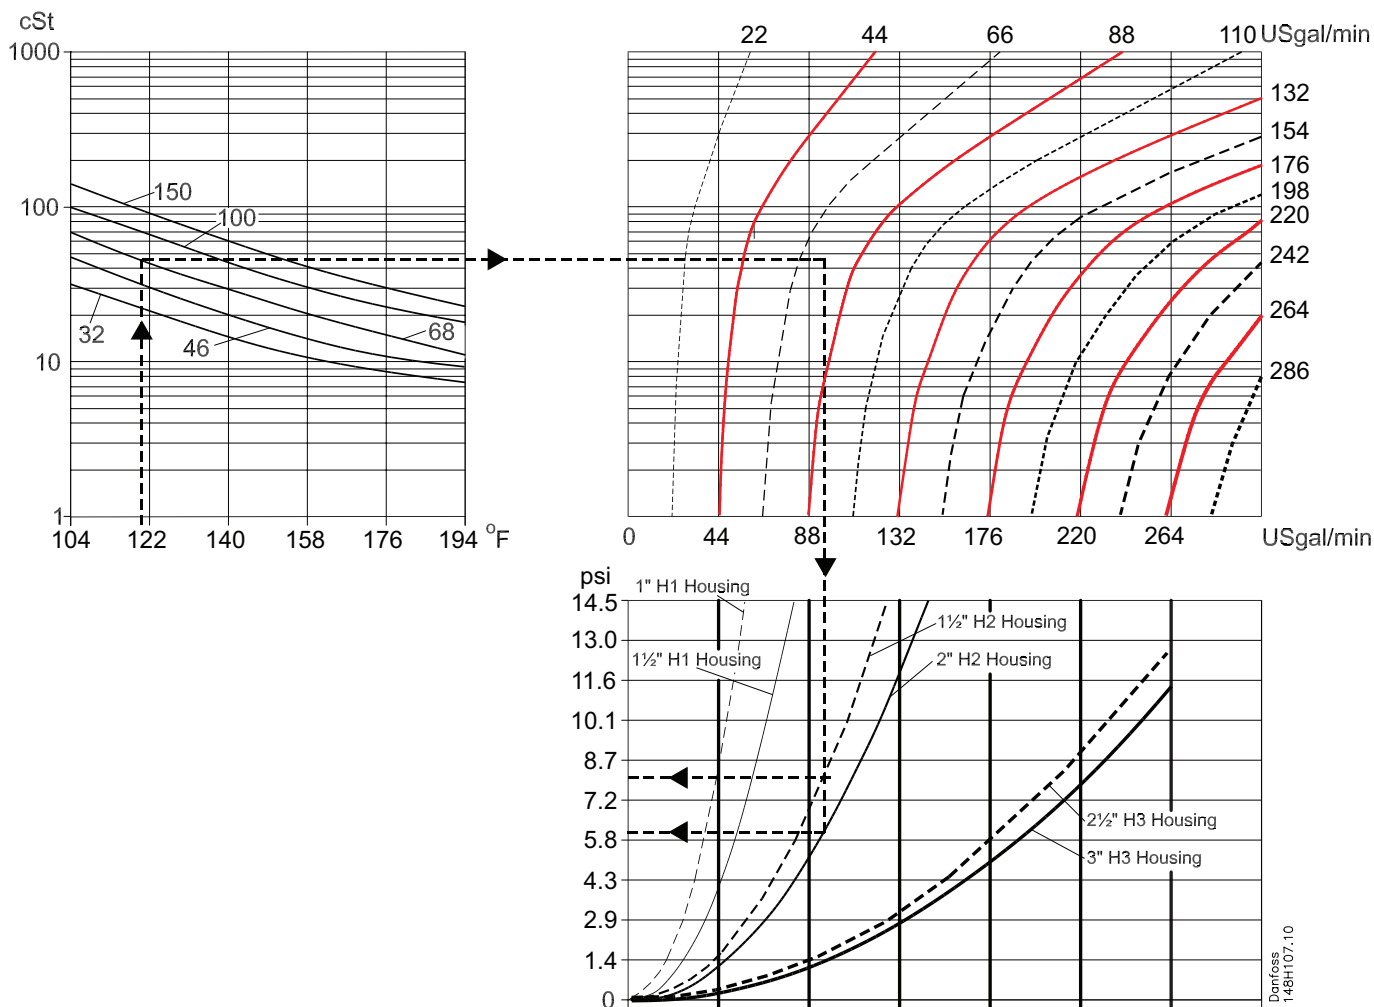 cSt
1000
100
10
1
104 122 140 158 176 194 °F
150
100
32
46
68
22 44 66 88 110 USgal/min
132
154
176
198
220
242
264
286
0 44 88 132 176 220 264 USgal/min
psi
14.5
13.0
11.6
10.1
8.7
7.2
5.8
4.3
2.9
1.4
0
1" H1 Housing
1½" H1 Housing
1½" H2 Housing
2" H2 Housing
2½" H3 Housing
3" H3 Housing
Danfoss
148H107.10